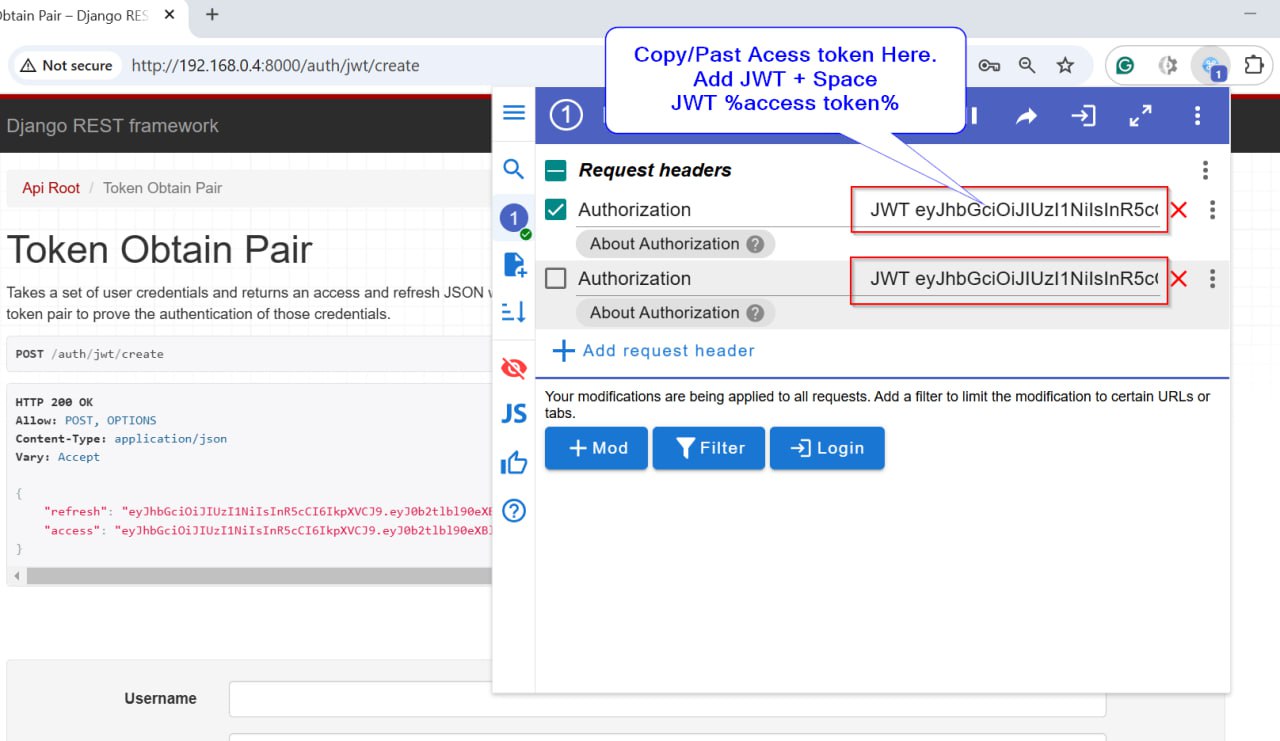 Obtain Pair – Django RES
Not secure
http://192.168.0.4:8000/auth/jwt/create
1
Copy/Past Acess token Here.
Add JWT + Space
JWT %access token%
Django REST framework
Api Root / Token Obtain Pair
Token Obtain Pair
Takes a set of user credentials and returns an access and refresh JSON
token pair to prove the authentication of those credentials.
POST /auth/jwt/create
HTTP 200 OK
Allow: POST, OPTIONS
Content-Type: application/json
Vary: Accept
{
"refresh": "eyJhbGciOiJIUzI1NiIsInR5cCI6IkpXVCJ9.eyJ0b2tlbl90eXB
"access": "eyJhbGciOiJIUzI1NiIsInR5cCI6IkpXVCJ9.eyJ0b2tlbl90eXB
}
Username
1
1
JS
Request headers
Authorization JWT eyJhbGciOiJIUzI1NiIsInR5c
About Authorization ?
Authorization JWT eyJhbGciOiJIUzI1NiIsInR5c
About Authorization ?
Add request header
Your modifications are being applied to all requests. Add a filter to limit the modification to certain URLs or
tabs.
+ Mod
Filter
Login